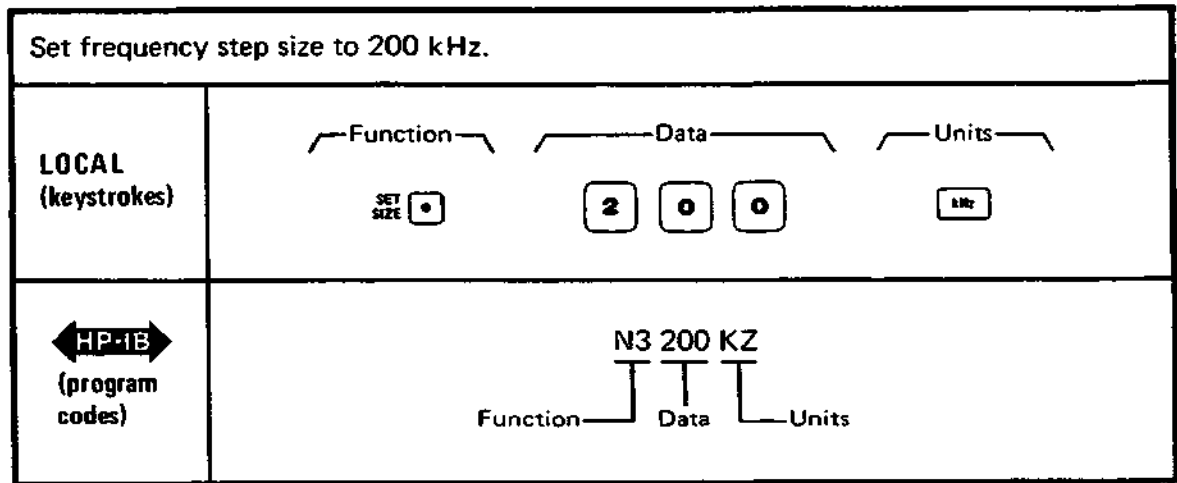 Set frequency step size to 200 kHz.
LOCAL
(keystrokes)
Function Data Units
SET
SIZE • 2 0 0 kHz
HP-IB
(program
codes)
N3 200 KZ
Function Data Units